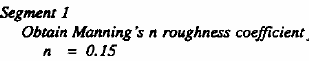 Segment 1
Obtain Manning's n roughness coefficient
n = 0.15